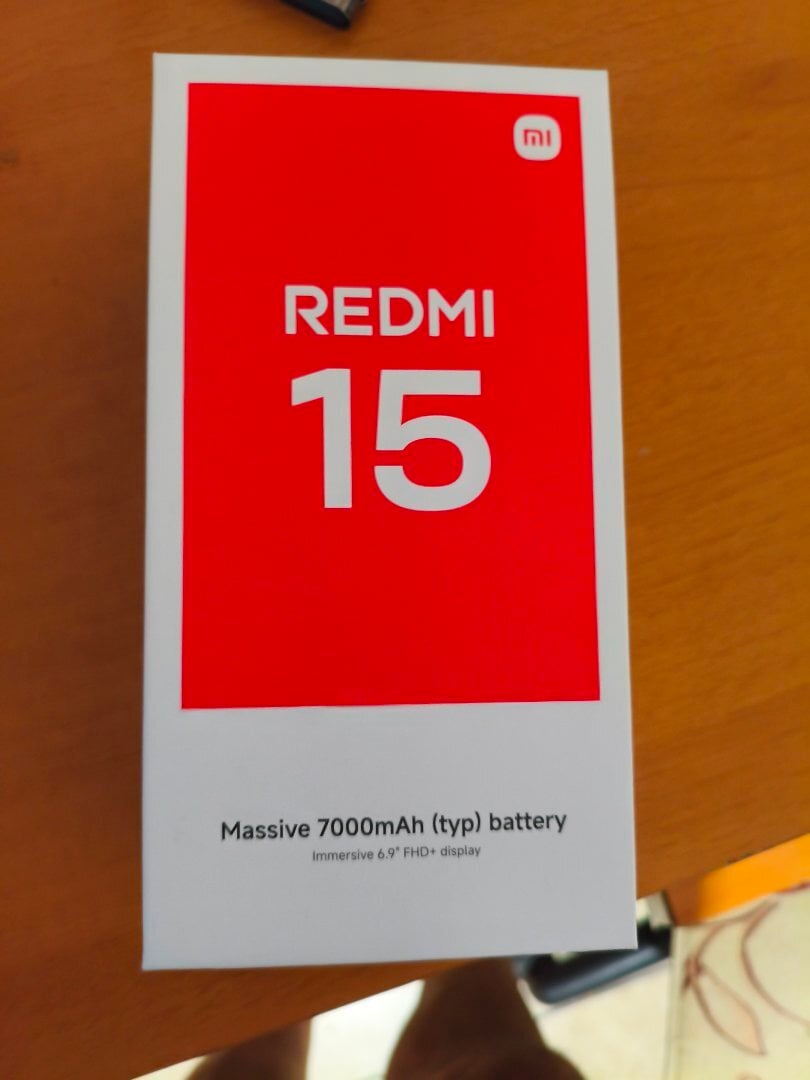 mi
REDMI
15
Massive 7000mAh (typ) battery
Immersive 6.9" FHD+ display